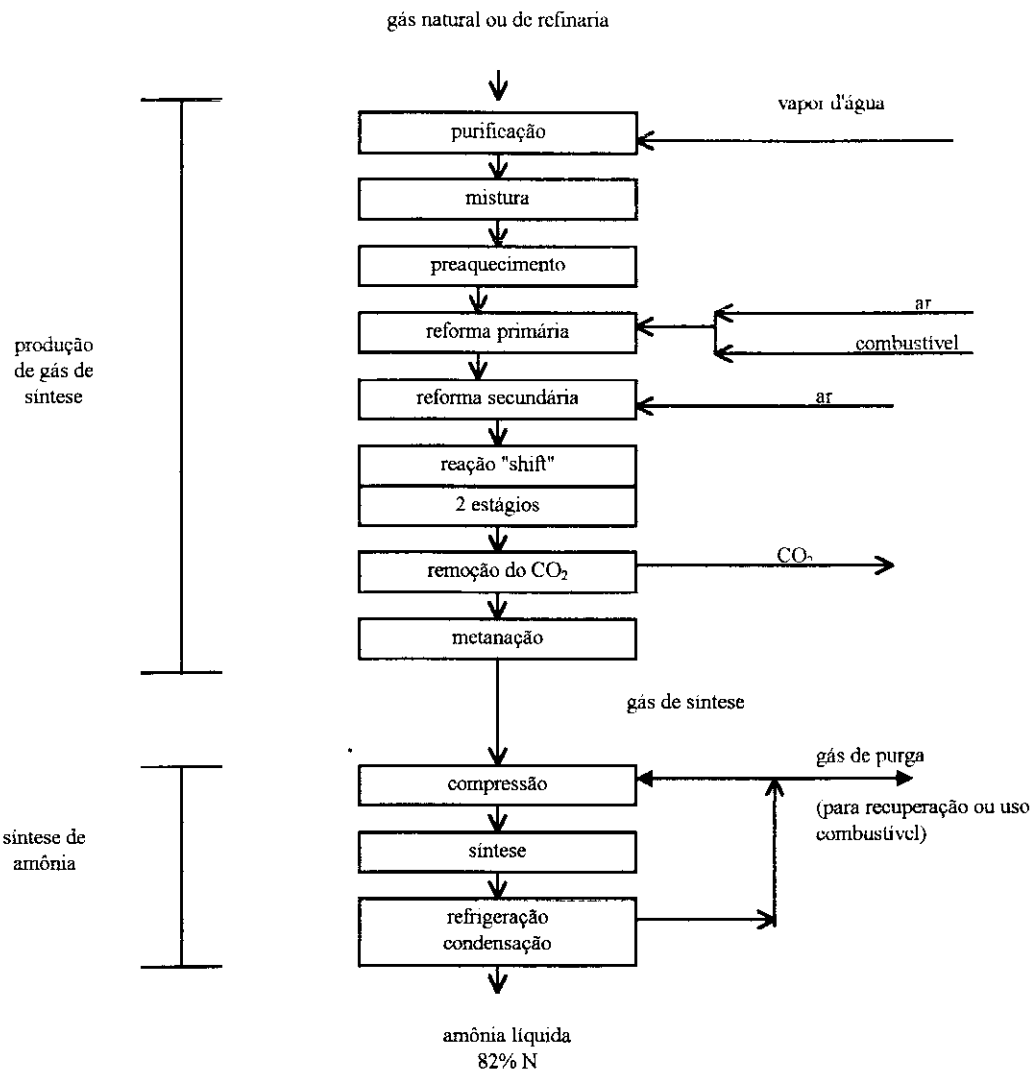 gás natural ou de refinaria
vapor d'água
purificação
mistura
preaquecimento
ar
reforma primária
combustível
produção
de gás de
síntese
reforma secundária
ar
reação "shift"
2 estágios
remoção do CO₂
CO₂
metanação
gás de síntese
gás de purga
compressão
(para recuperação ou uso
combustível)
síntese de
amônia
síntese
refrigeração
condensação
amônia líquida
82% N